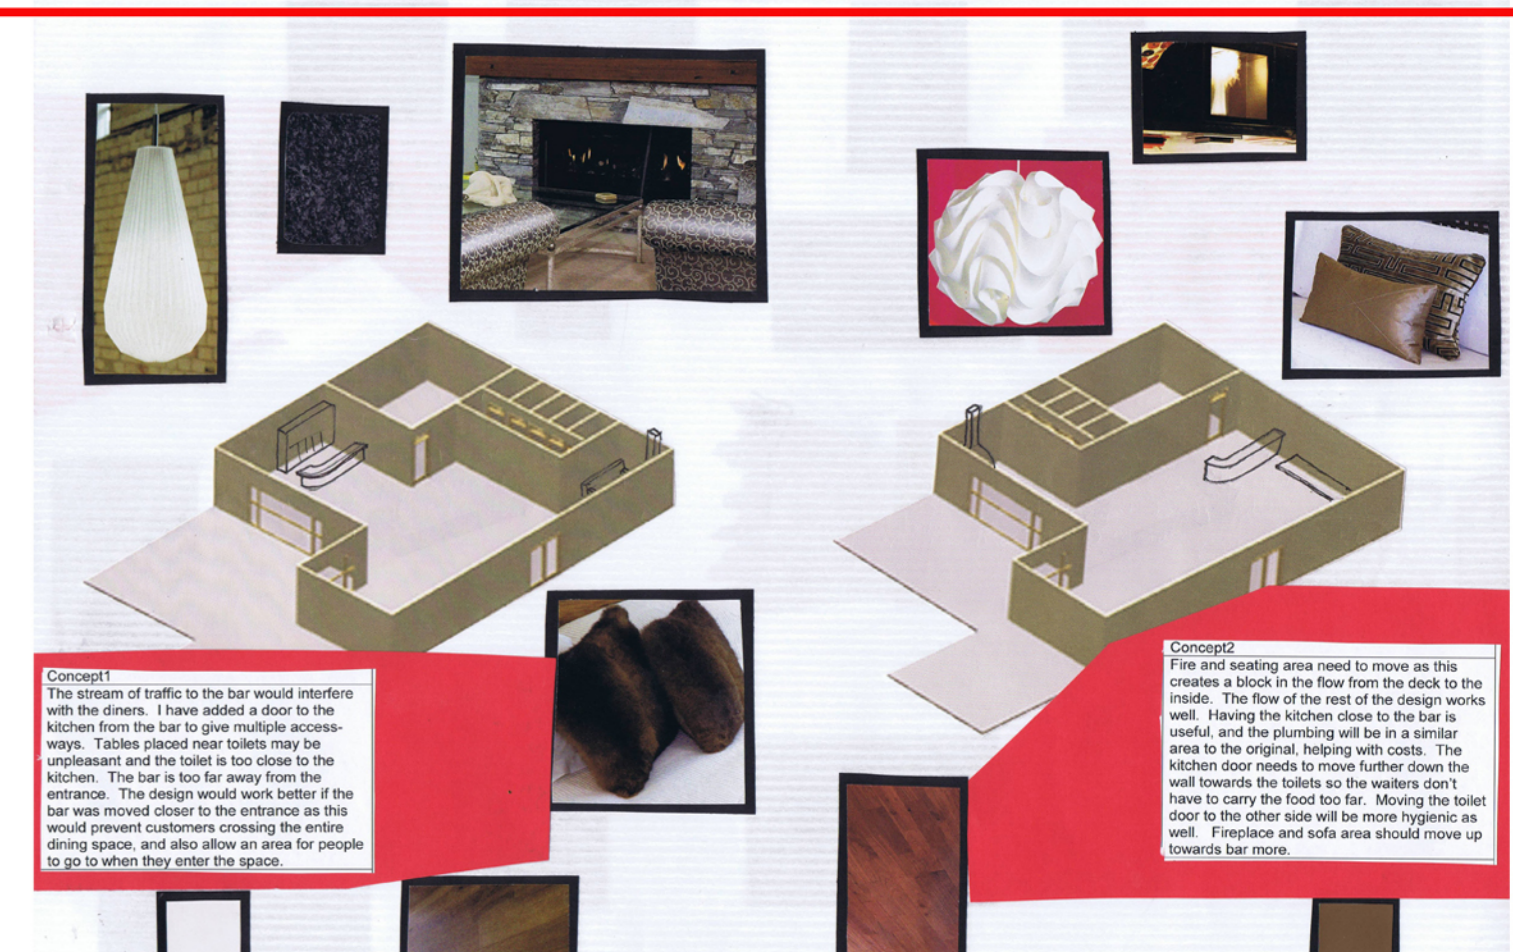 Concept1
The stream of traffic to the bar would interfere
with the diners. I have added a door to the
kitchen from the bar to give multiple access-
ways. Tables placed near toilets may be
unpleasant and the toilet is too close to the
kitchen. The bar is too far away from the
entrance. The design would work better if the
bar was moved closer to the entrance as this
would prevent customers crossing the entire
dining space, and also allow an area for people
to go to when they enter the space.
Concept2
Fire and seating area need to move as this
creates a block in the flow from the deck to the
inside. The flow of the rest of the design works
well. Having the kitchen close to the bar is
useful, and the plumbing will be in a similar
area to the original, helping with costs. The
kitchen door needs to move further down the
wall towards the toilets so the waiters don't
have to carry the food too far. Moving the toilet
door to the other side will be more hygienic as
well. Fireplace and sofa area should move up
towards bar more.